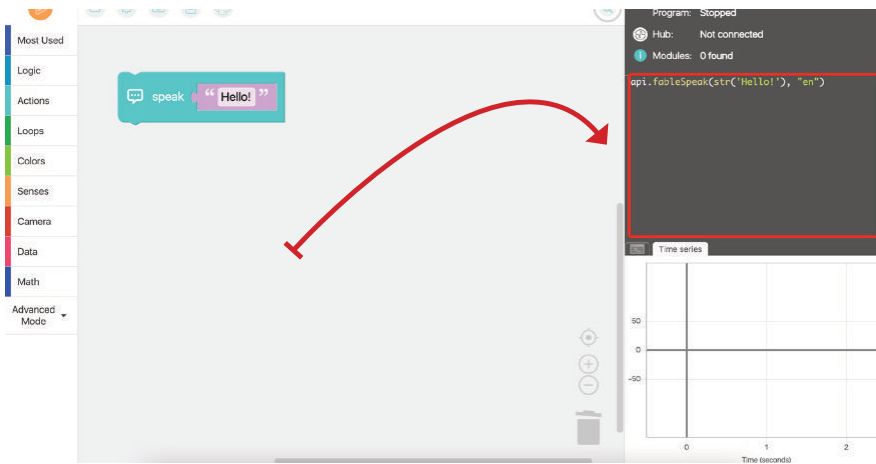 Program: Stopped
Hub: Not connected
Modules: 0 found
Most Used
Logic
Actions
Loops
Colors
Senses
Camera
Data
Math
Advanced
Mode
speak “ Hello! ”
api.fableSpeak(str('Hello!'), "en")
Time series
50
0
-50
0 1 2
Time (seconds)